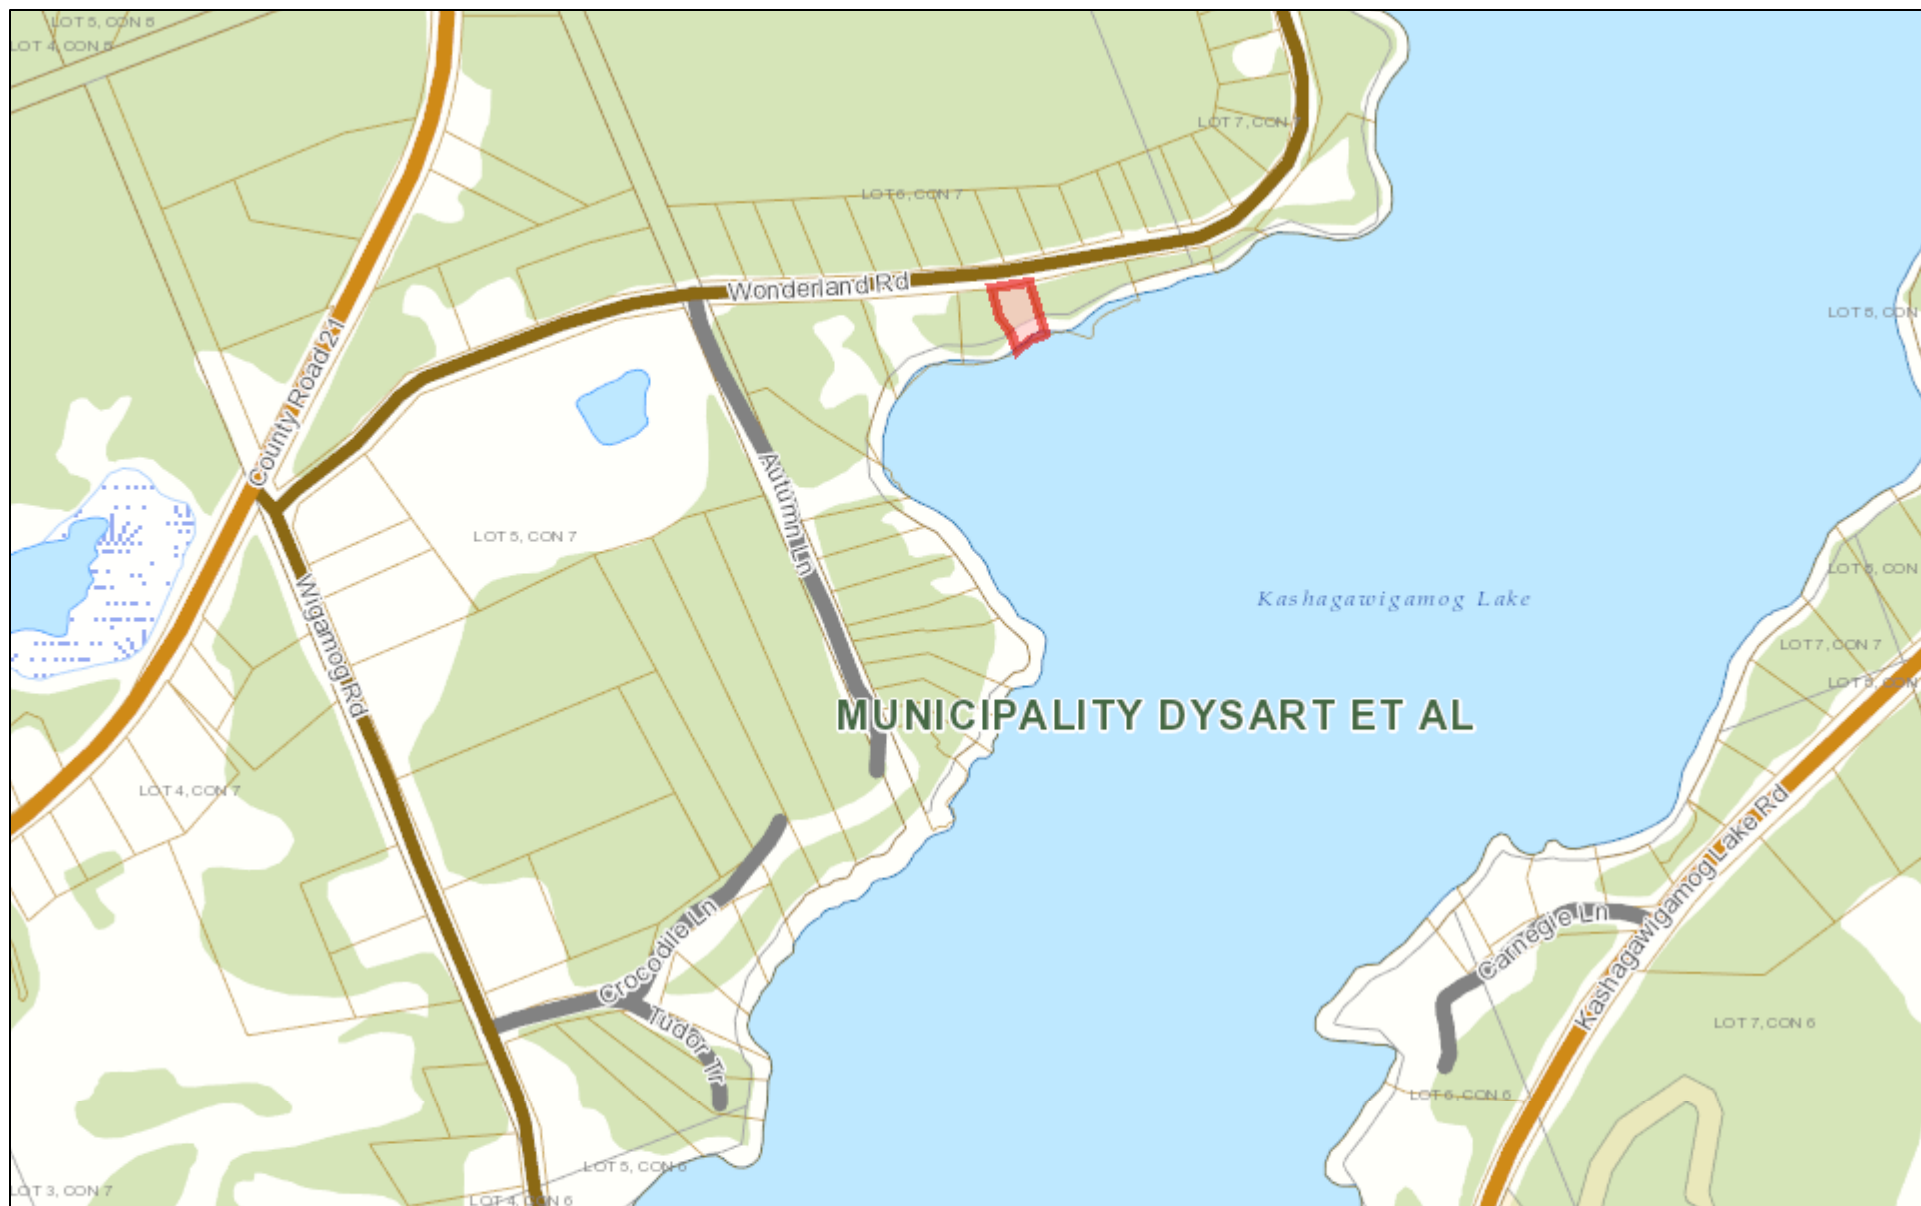 LOT 5, CON 8
LOT 4, CON 8
LOT 7, CON
LOT 6, CON 7
Wonderland Rd
County Road 21
LOT 8, CON
Autumn Ln
LOT 5, CON 7
Wigamog Rd
Kashagawigamog Lake
LOT 7, CON 7
MUNICIPALITY DYSART ET AL
LOT 4, CON 7
Kashagawigamog Lake Rd
Crocodile Ln
Carnegie Ln
Tudor Tr
LOT 7, CON 6
LOT 6, CON 6
LOT 5, CON 6
LOT 3, CON 7
LOT 4, CON 6